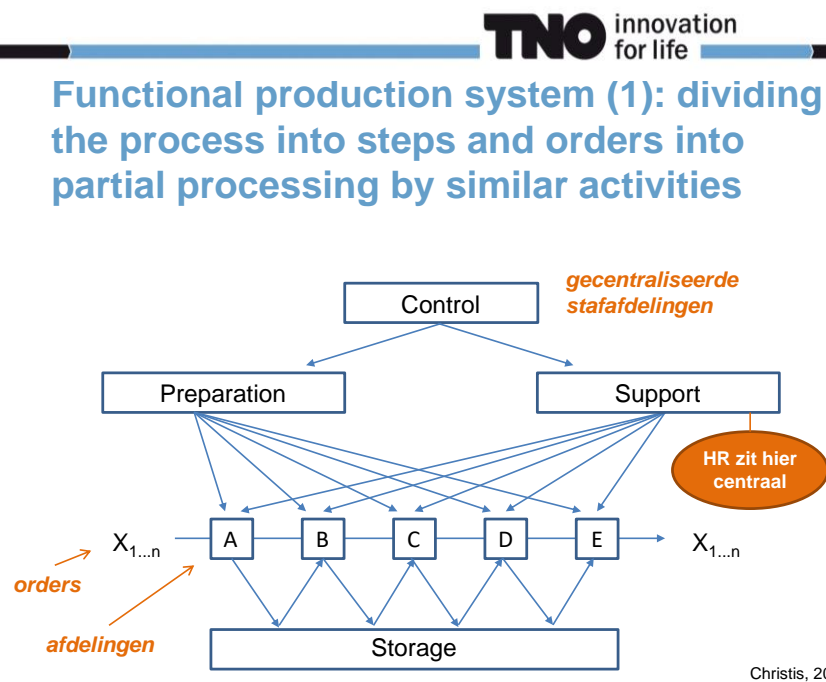 TNO innovation
for life
Functional production system (1): dividing
the process into steps and orders into
partial processing by similar activities
gecentraliseerde
stafafdelingen
Control
Preparation
Support
HR zit hier
centraal
X1...n
A
B
C
D
E
X1...n
orders
afdelingen
Storage
Christis,